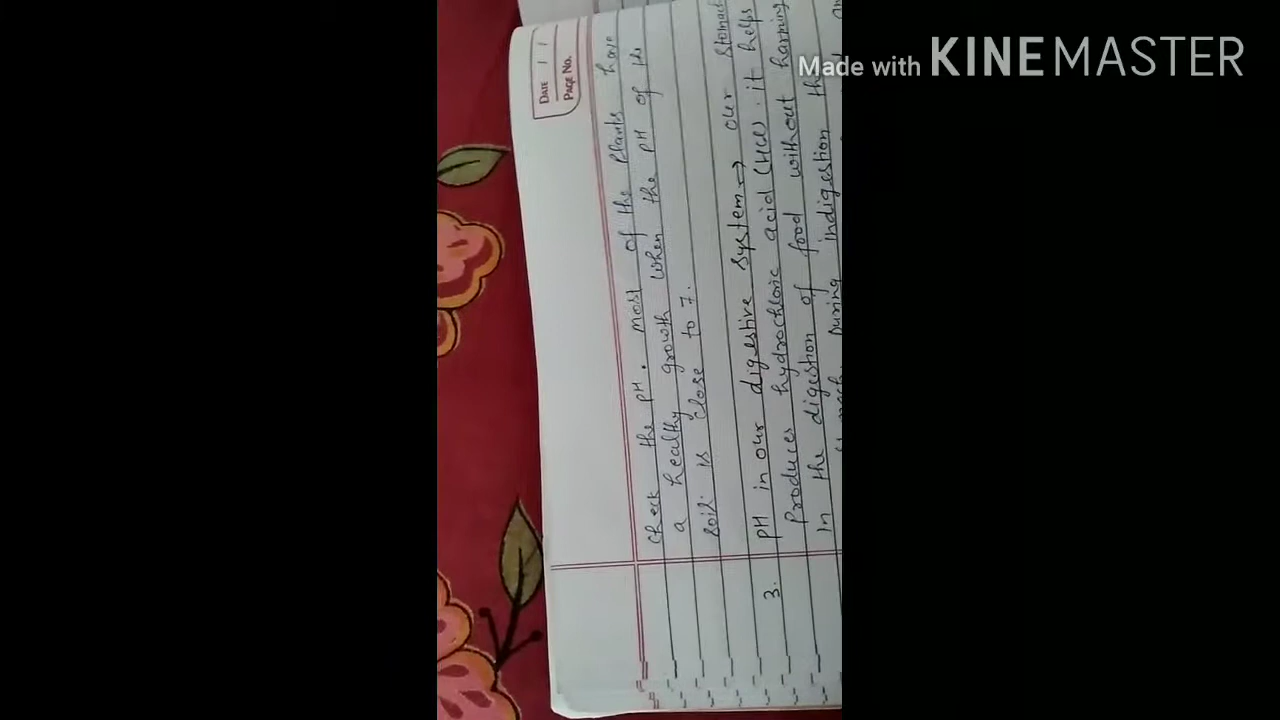 Made with KINEMASTER
DATE / /
PAGE No.
check the PH. most of the plants have
a healthy growth when the PH of the
soil is close to 7.
3. PH in our digestive system → our stomach
Produces hydrochloric acid (HCl). it helps
In the digestion of food without harming
During indigestion the